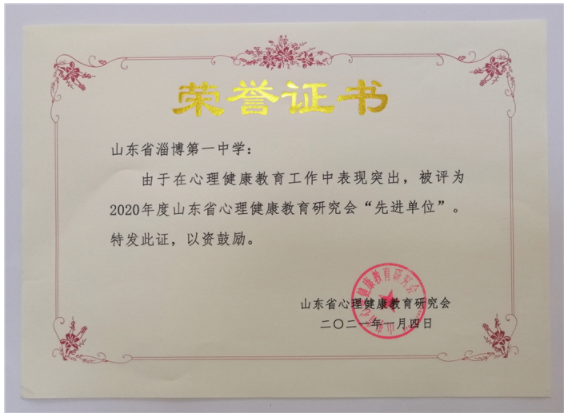 荣誉证书
山东省淄博第一中学：
由于在心理健康教育工作中表现突出，被评为
2020年度山东省心理健康教育研究会“先进单位”。
特发此证，以资鼓励。
山东省心理健康教育研究会
二〇二一年一月四日